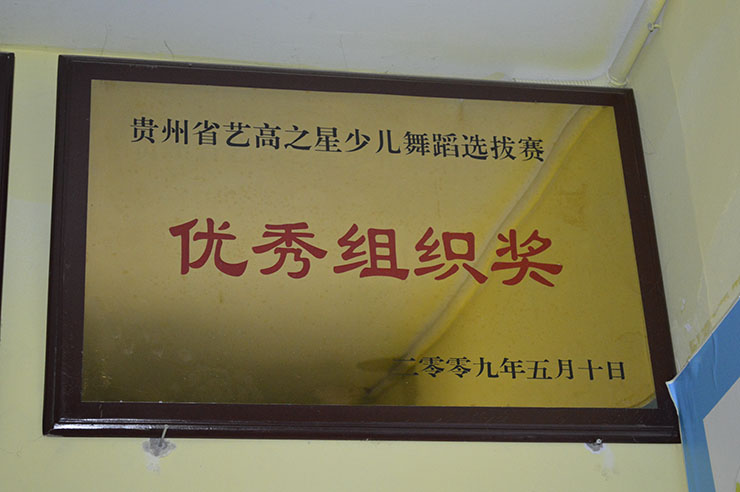 贵州省艺高之星少儿舞蹈选拔赛
优秀组织奖
二零零九年五月十日